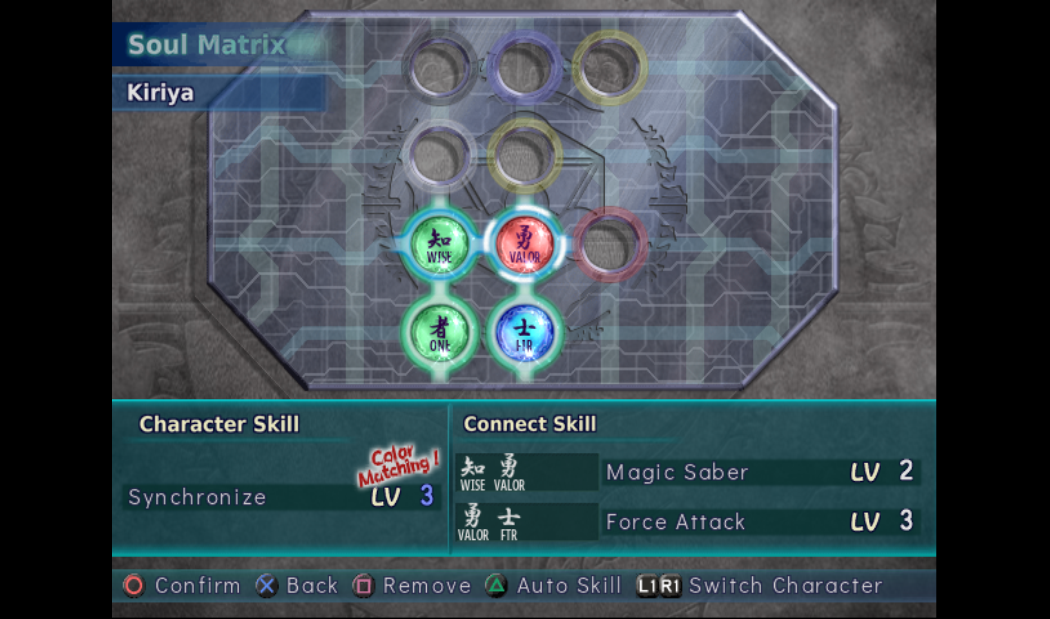 Soul Matrix
Kiriya
知 勇
WISE VALOR
者 士
ONE FTR
Character Skill
Color Matching!
Synchronize LV 3
Connect Skill
知 勇 Magic Saber LV 2
WISE VALOR
勇 士 Force Attack LV 3
VALOR FTR
Confirm Back Remove Auto Skill L1 R1 Switch Character